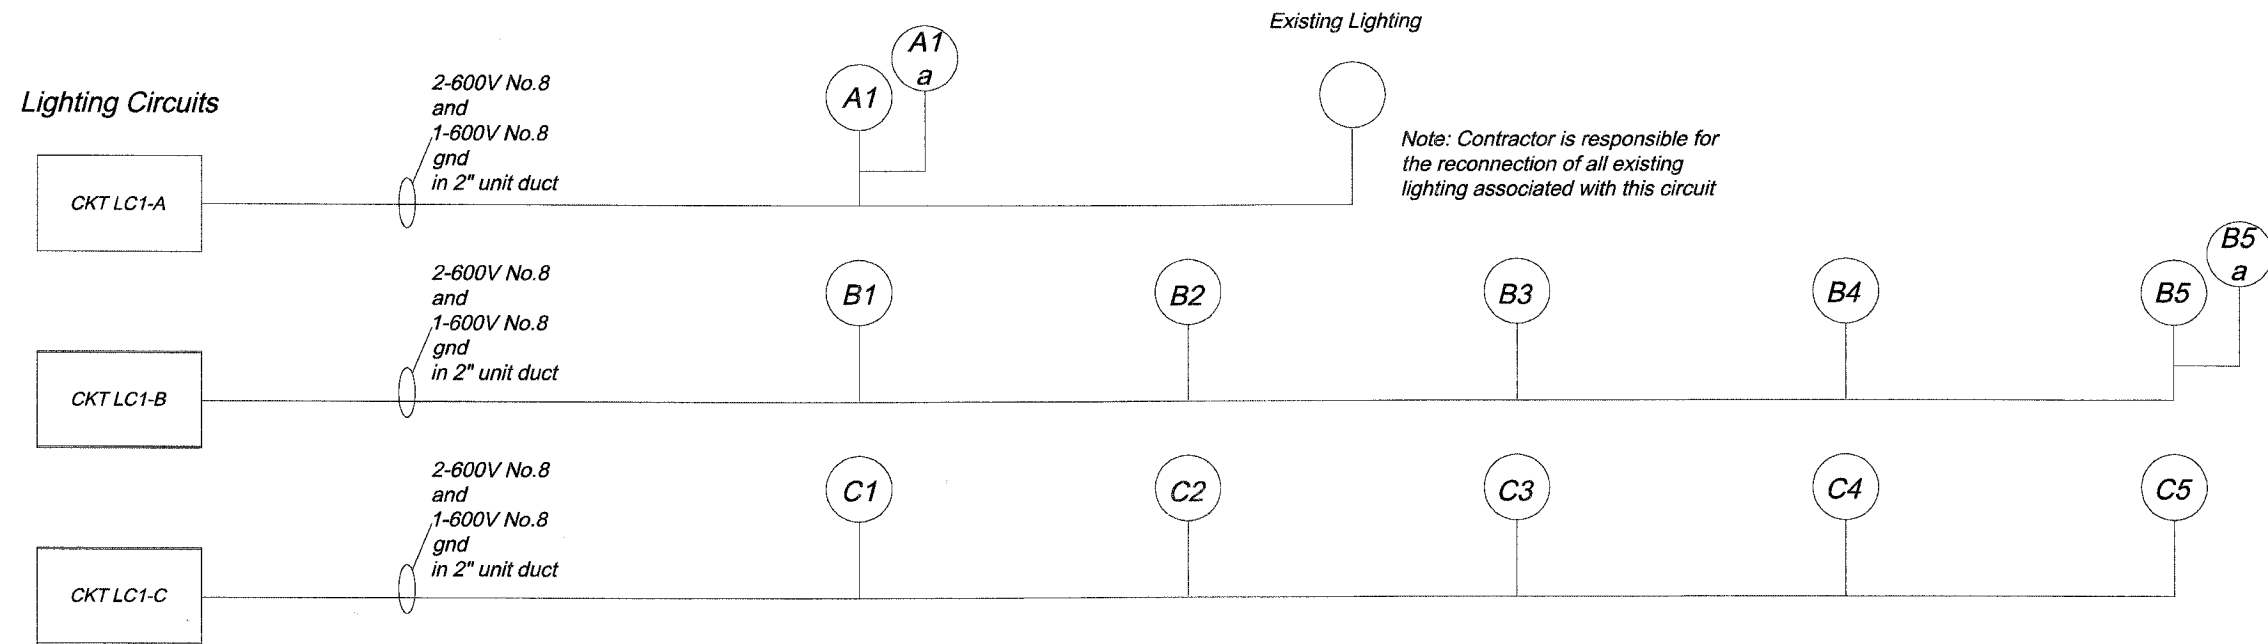 Existing Lighting
Lighting Circuits
2-600V No.8
and
1-600V No.8
gnd
in 2" unit duct
A1
A1
a
Note: Contractor is responsible for
the reconnection of all existing
lighting associated with this circuit
CKT LC1-A
2-600V No.8
and
1-600V No.8
gnd
in 2" unit duct
B1
B2
B3
B4
B5
B5
a
CKT LC1-B
2-600V No.8
and
1-600V No.8
gnd
in 2" unit duct
C1
C2
C3
C4
C5
CKT LC1-C